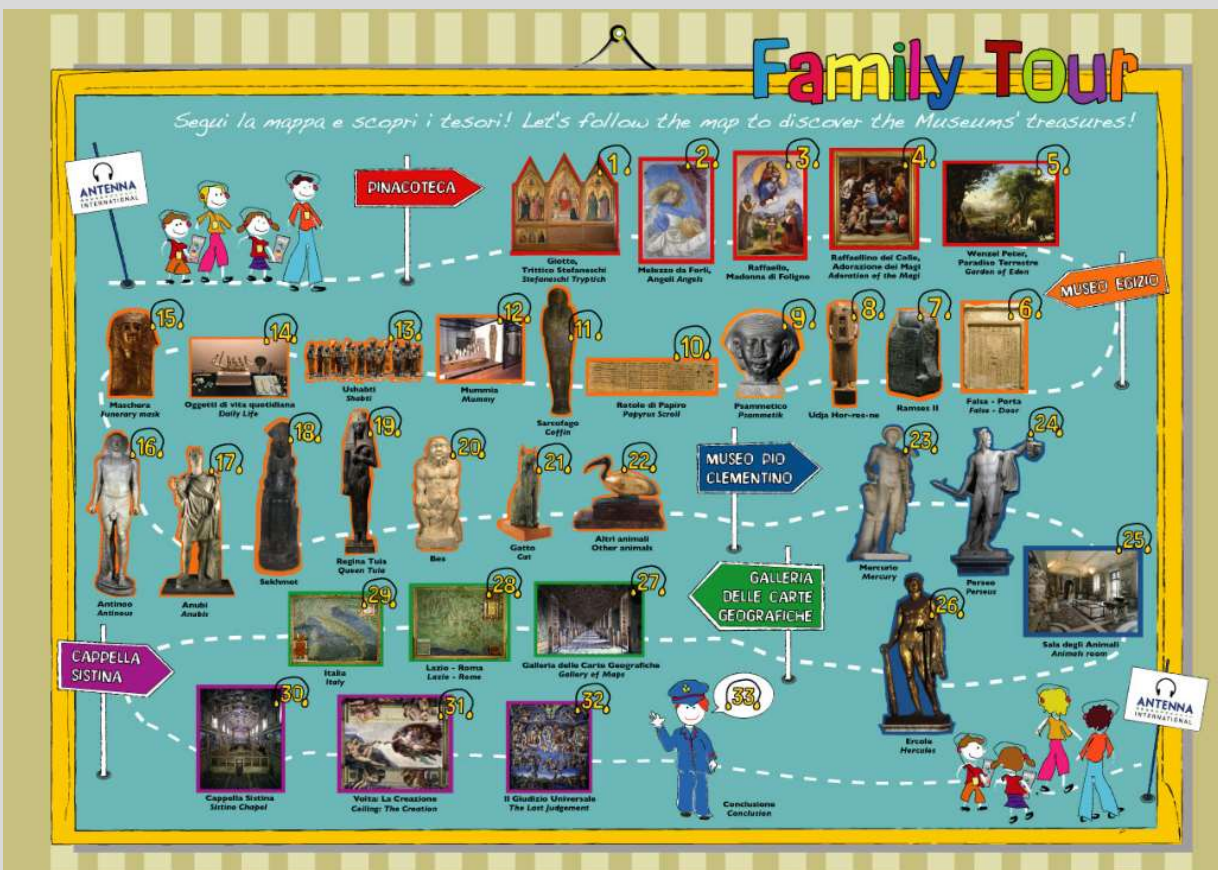 Family Tour
Segui la mappa e scopri i tesori! Let's follow the map to discover the Museums' treasures!
ANTENNA
INTERNATIONAL
PINACOTECA
1
Giotto,
Trittico Stefaneschi
Stefaneschi Tryptich
2
Melozzo da Forlì,
Angeli Angels
3
Raffaello,
Madonna di Foligno
4
Raffaellino del Colle,
Adorazione dei Magi
Adoration of the Magi
5
Wenzel Peter,
Paradiso Terrestre
Garden of Eden
MUSEO EGIZIO
15
Maschera
Funerary mask
14
Oggetti di vita quotidiana
Daily Life
13
Ushabti
Shabti
12
Mummia
Mummy
11
Sarcofago
Coffin
10
Rotolo di Papiro
Papyrus Scroll
9
Psammetico
Psammetik
8
Udja Hor-res-ne
7
Ramses II
6
Falsa - Porta
False - Door
16
Antinoo
Antinous
17
Anubi
Anubis
18
Sekhmet
19
Regina Tuia
Queen Tuia
20
Bes
21
Gatto
Cat
22
Altri animali
Other animals
MUSEO PIO
CLEMENTINO
23
Mercurio
Mercury
24
Perseo
Perseus
25
Sala degli Animali
Animals room
26
Ercole
Hercules
GALLERIA
DELLE CARTE
GEOGRAFICHE
29
Italia
Italy
28
Lazio - Roma
Lazio - Rome
27
Galleria delle Carte Geografiche
Gallery of Maps
CAPPELLA
SISTINA
30
Cappella Sistina
Sistine Chapel
31
Volta: La Creazione
Ceiling: The Creation
32
Il Giudizio Universale
The Last Judgement
33
Conclusione
Conclusion
ANTENNA
INTERNATIONAL